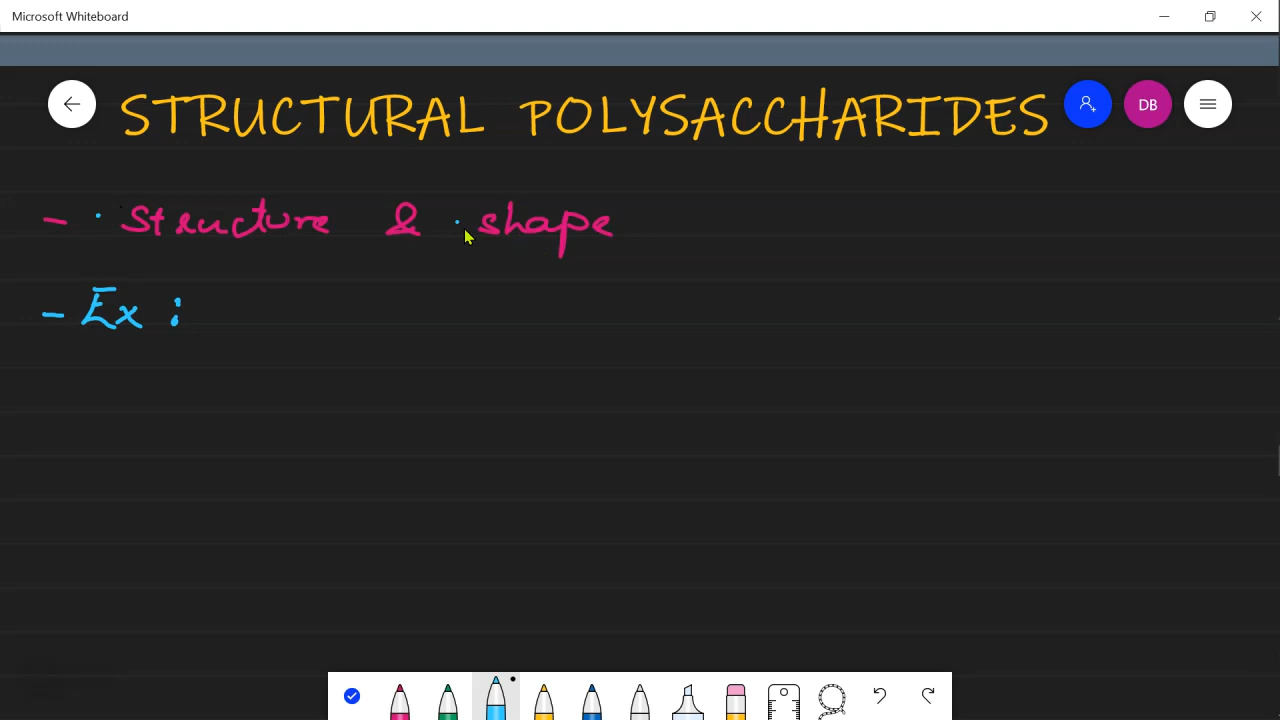 Microsoft Whiteboard
STRUCTURAL POLYSACCHARIDES
DB
- Structure & shape
- Ex :